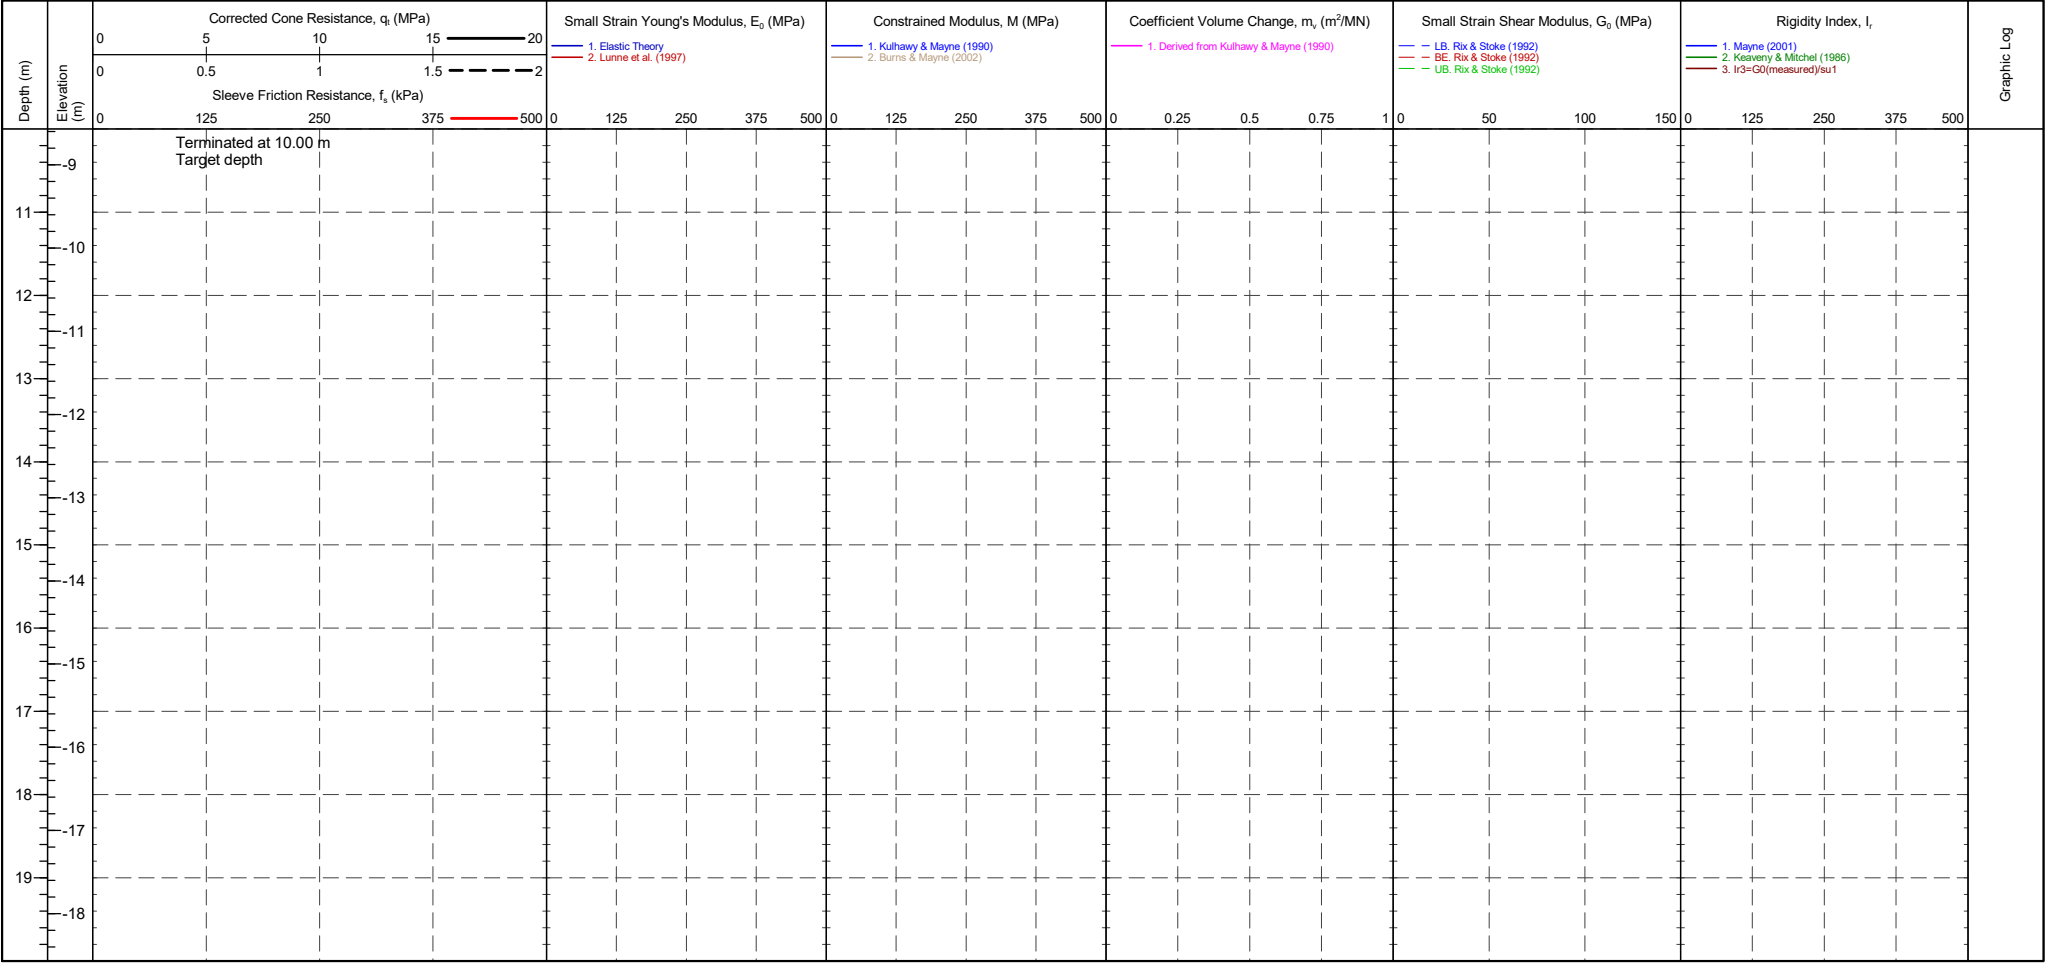 Depth (m)
Elevation (m)
Corrected Cone Resistance, qt (MPa)
0 5 10 15 20
0 0.5 1 1.5 2
Sleeve Friction Resistance, fs (kPa)
0 125 250 375 500
Small Strain Young's Modulus, E0 (MPa)
1. Elastic Theory
2. Lunne et al. (1997)
0 125 250 375 500
Constrained Modulus, M (MPa)
1. Kulhawy & Mayne (1990)
2. Burns & Mayne (2002)
0 125 250 375 500
Coefficient Volume Change, mv (m²/MN)
1. Derived from Kulhawy & Mayne (1990)
0 0.25 0.5 0.75 1
Small Strain Shear Modulus, G0 (MPa)
LB. Rix & Stoke (1992)
BE. Rix & Stoke (1992)
UB. Rix & Stoke (1992)
0 50 100 150
Rigidity Index, Ir
1. Mayne (2001)
2. Keaveny & Mitchel (1986)
3. Ir3=G0(measured)/su1
0 125 250 375 500
Graphic Log
Terminated at 10.00 m
Target depth
-9
11
-10
12
-11
13
-12
14
-13
15
-14
16
-15
17
-16
18
-17
19
-18